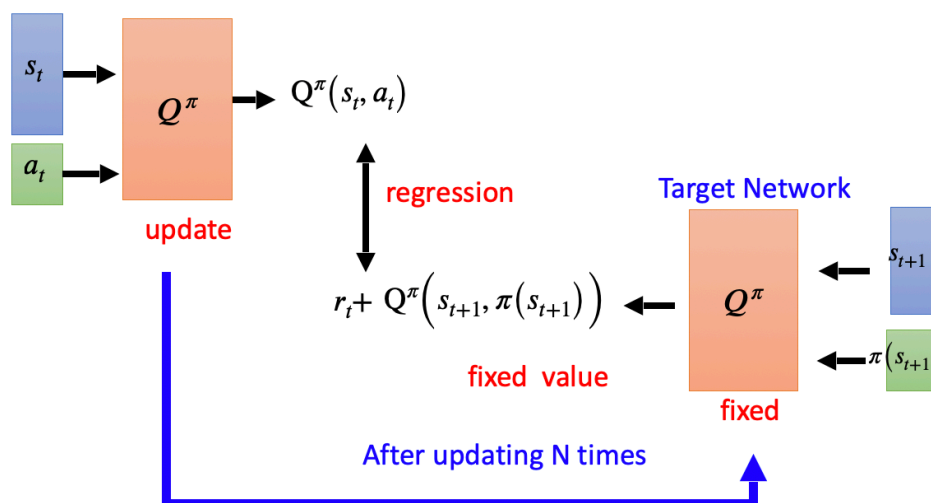 s_t
Q^π
Q^π(s_t, a_t)
a_t
regression
Target Network
update
s_{t+1}
r_t + Q^π(s_{t+1}, π(s_{t+1}))
Q^π
π(s_{t+1}
fixed value
fixed
After updating N times